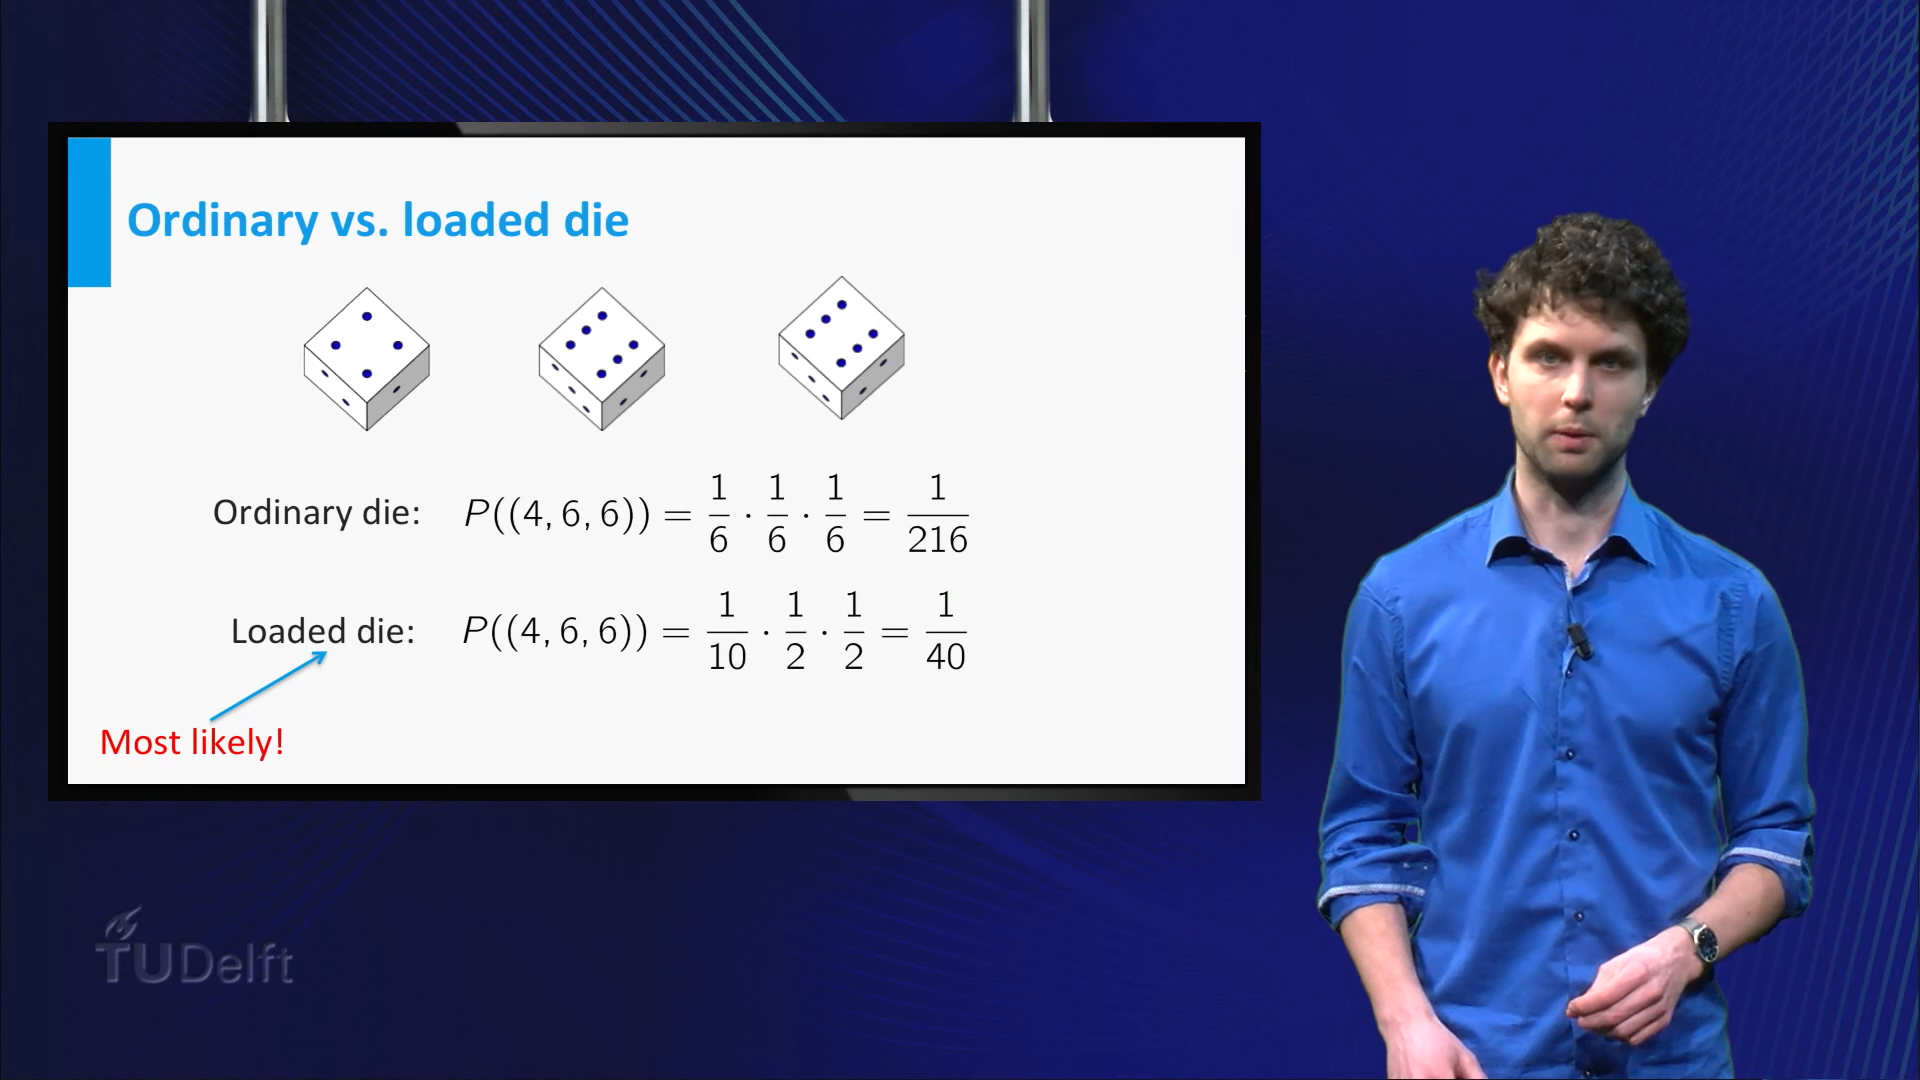 Ordinary vs. loaded die
Ordinary die: P((4, 6, 6)) = 1/6 · 1/6 · 1/6 = 1/216
Loaded die: P((4, 6, 6)) = 1/10 · 1/2 · 1/2 = 1/40
Most likely!
TUDelft